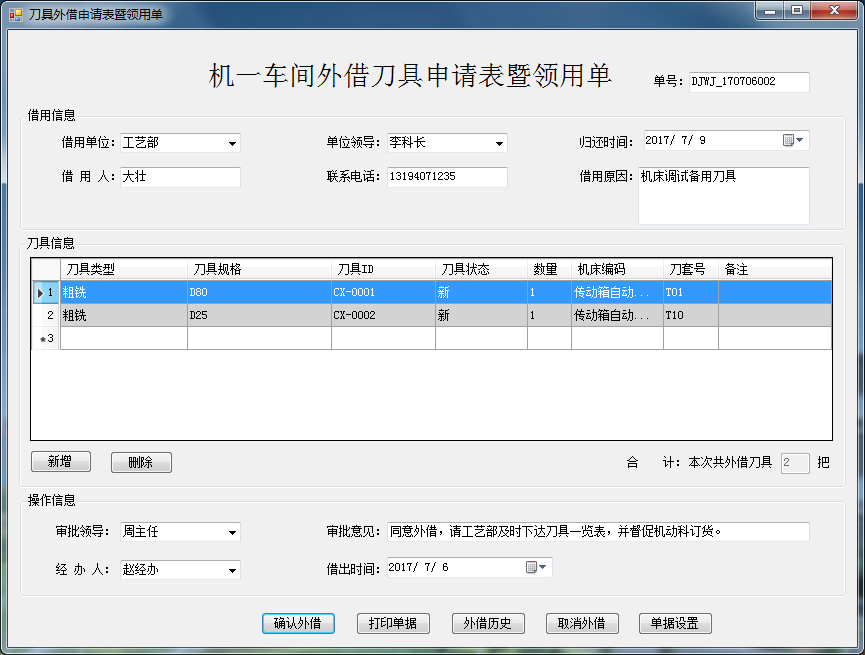 刀具外借申请表暨领用单
机一车间外借刀具申请表暨领用单
单号: DJWJ_170706002
借用信息
借用单位: 工艺部 单位领导: 李科长 归还时间: 2017/ 7/ 9
借 用 人: 大壮 联系电话: 13194071235 借用原因: 机床调试备用刀具
刀具信息
刀具类型 刀具规格 刀具ID 刀具状态 数量 机床编码 刀套号 备注
1 粗铣 D80 CX-0001 新 1 传动箱自动... T01
2 粗铣 D25 CX-0002 新 1 传动箱自动... T10
*3
新增 删除 合 计: 本次共外借刀具 2 把
操作信息
审批领导: 周主任 审批意见: 同意外借，请工艺部及时下达刀具一览表，并督促机动科订货。
经 办 人: 赵经办 借出时间: 2017/ 7/ 6
确认外借 打印单据 外借历史 取消外借 单据设置